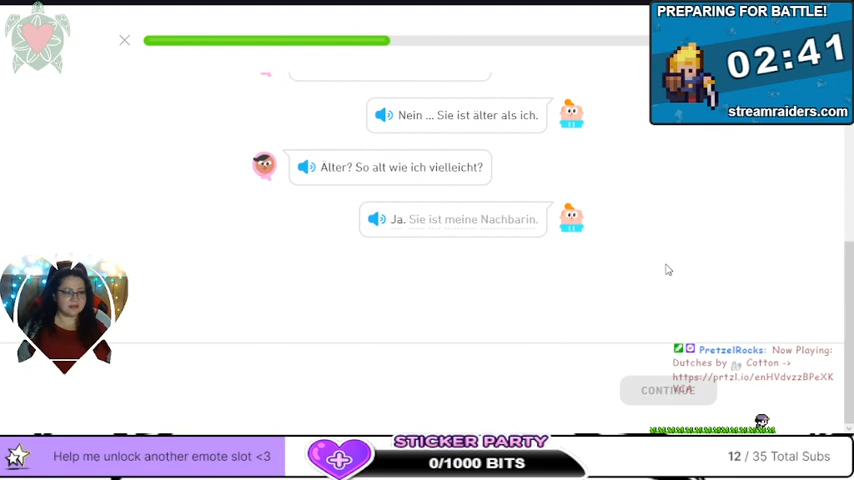 PREPARING FOR BATTLE!
02:41
streamraiders.com
Nein ... Sie ist älter als ich.
Älter? So alt wie ich vielleicht?
Ja. Sie ist meine Nachbarin.
PretzelRocks: Now Playing:
Dutches by Cotton ->
https://prtzl.io/enHVdvzzBPeXK
VCA
CONTINUE
Help me unlock another emote slot <3
STICKER PARTY
0/1000 BITS
12 / 35 Total Subs